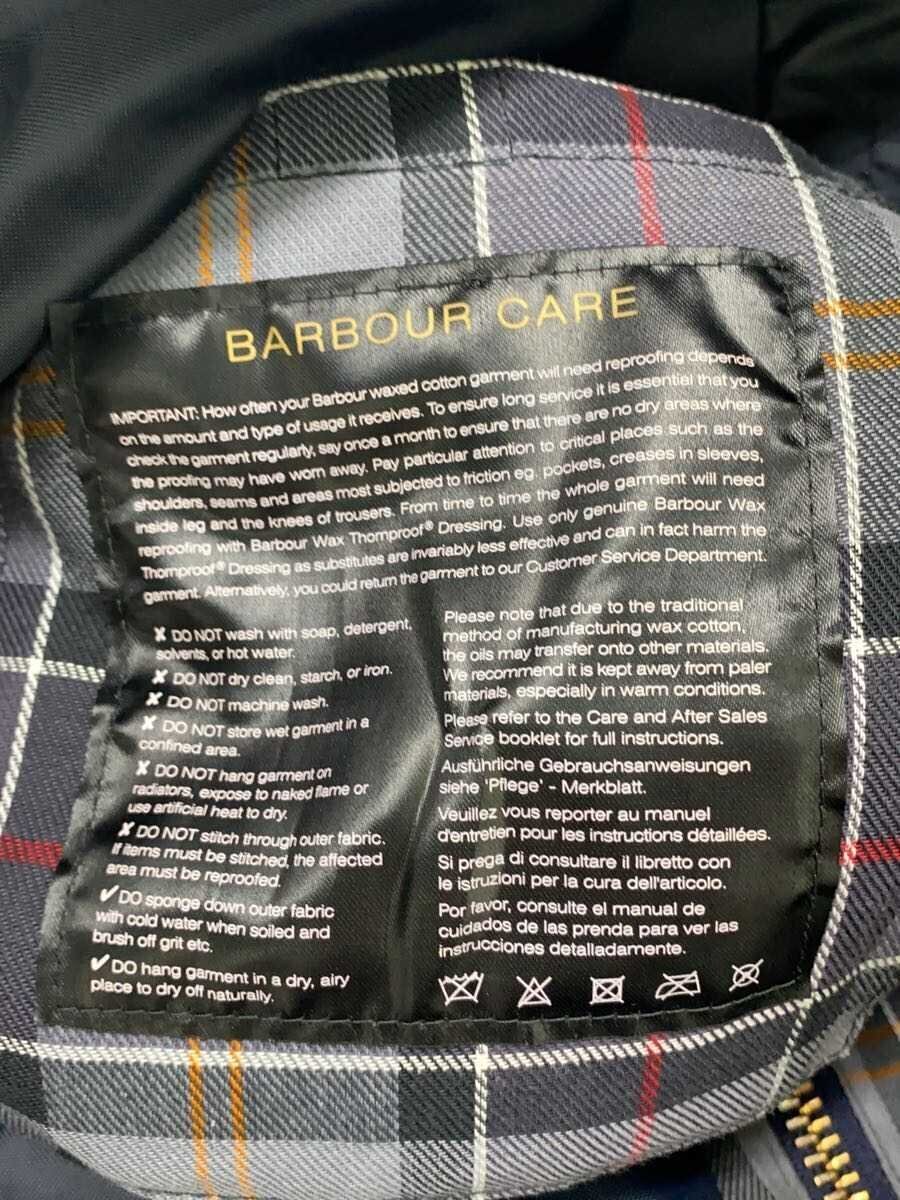 BARBOUR CARE
IMPORTANT: How often your Barbour waxed cotton garment will need reproofing depends
on the amount and type of usage it receives. To ensure long service it is essential that you
check the garment regularly, say once a month to ensure that there are no dry areas where
the proofing may have worn away. Pay particular attention to critical places such as the
shoulders, seams and areas most subjected to friction eg. pockets, creases in sleeves,
inside leg and the knees of trousers. From time to time the whole garment will need
reproofing with Barbour Wax Thornproof® Dressing. Use only genuine Barbour Wax
Thornproof® Dressing as substitutes are invariably less effective and can in fact harm the
garment. Alternatively, you could return the garment to our Customer Service Department.
✘ DO NOT wash with soap, detergent,
solvents, or hot water.
✘ DO NOT dry clean, starch, or iron.
✘ DO NOT machine wash.
✘ DO NOT store wet garment in a
confined area.
✘ DO NOT hang garment on
radiators, expose to naked flame or
use artificial heat to dry.
✘ DO NOT stitch through outer fabric.
If items must be stitched, the affected
area must be reproofed.
✔ DO sponge down outer fabric
with cold water when soiled and
brush off grit etc.
✔ DO hang garment in a dry, airy
place to dry off naturally.
Please note that due to the traditional
method of manufacturing wax cotton,
the oils may transfer onto other materials.
We recommend it is kept away from paler
materials, especially in warm conditions.
Please refer to the Care and After Sales
Service booklet for full instructions.
Ausführliche Gebrauchsanweisungen
siehe 'Pflege' - Merkblatt.
Veuillez vous reporter au manuel
d'entretien pour les instructions détaillées.
Si prega di consultare il libretto con
le istruzioni per la cura dell'articolo.
Por favor, consulte el manual de
cuidados de las prenda para ver las
instrucciones detalladamente.